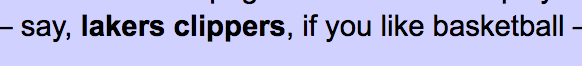 – say, lakers clippers, if you like basketball –